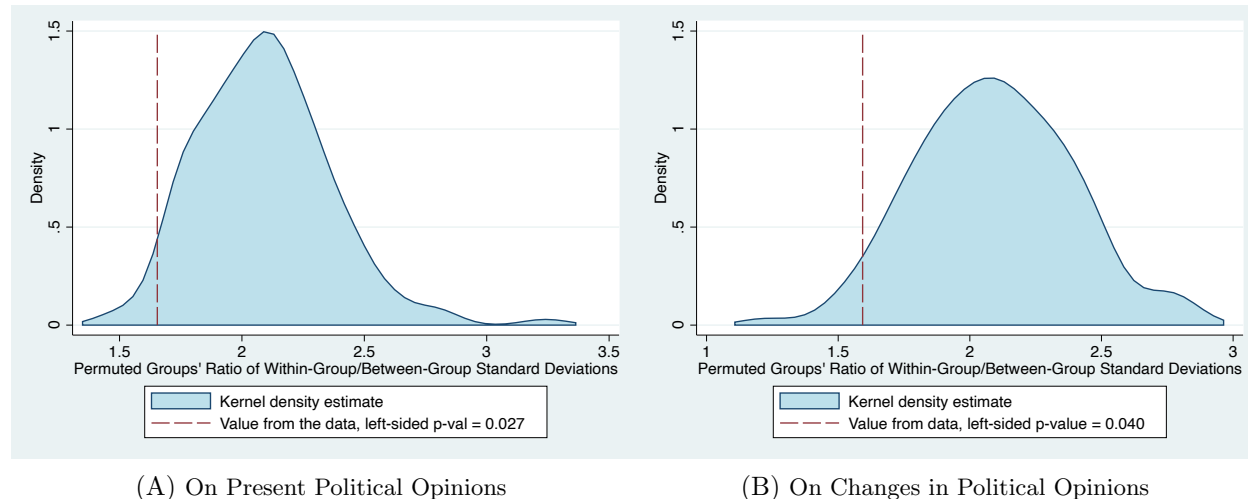 Density
1.5
1
.5
0
1.5
2
2.5
3
3.5
Permuted Groups' Ratio of Within-Group/Between-Group Standard Deviations
Kernel density estimate
Value from the data, left-sided p-val = 0.027
(A) On Present Political Opinions
Density
1.5
1
.5
0
1
1.5
2
2.5
3
Permuted Groups' Ratio of Within-Group/Between-Group Standard Deviations
Kernel density estimate
Value from data, left-sided p-value = 0.040
(B) On Changes in Political Opinions